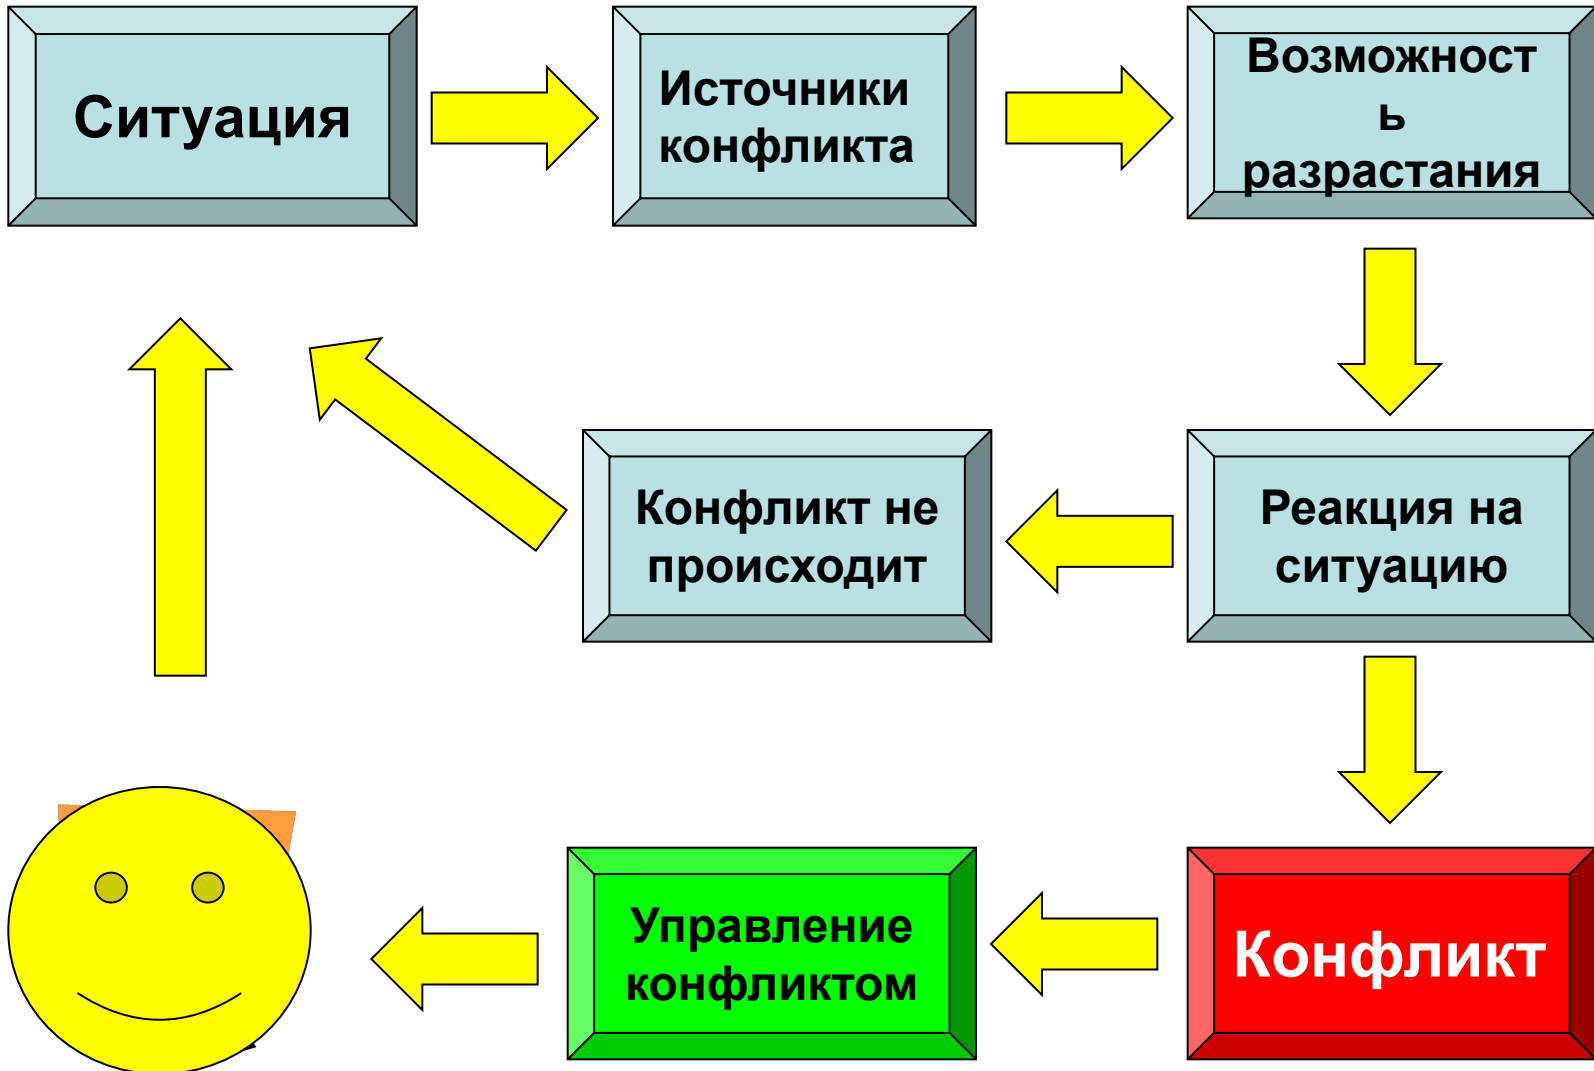 Ситуация
Источники
конфликта
Возможност
ь
разрастания
Конфликт не
происходит
Реакция на
ситуацию
Управление
конфликтом
Конфликт